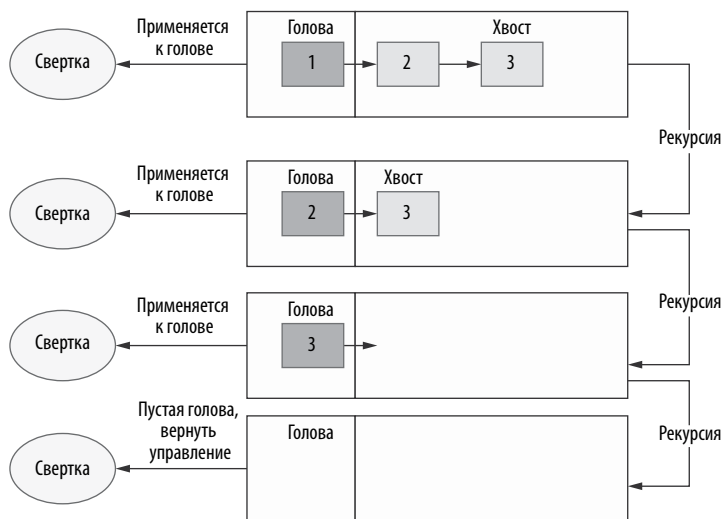 Применяется
к голове
Голова
Хвост
Свертка
1
2
3
Рекурсия
Применяется
к голове
Голова
Хвост
Свертка
2
3
Рекурсия
Применяется
к голове
Голова
Свертка
3
Пустая голова,
вернуть
управление
Голова
Рекурсия
Свертка